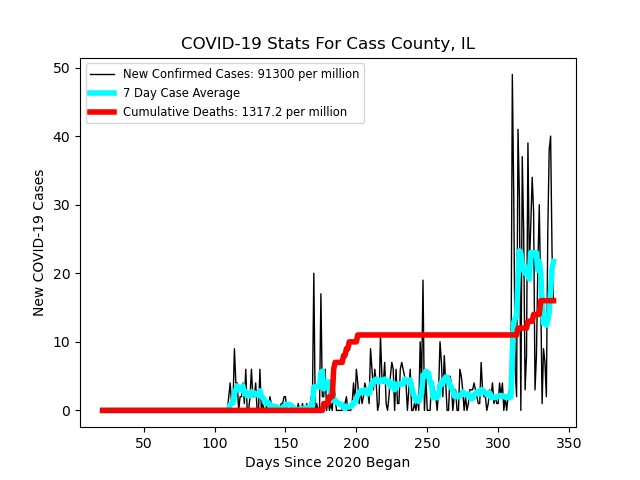 COVID-19 Stats For Cass County, IL
New Confirmed Cases: 91300 per million
7 Day Case Average
Cumulative Deaths: 1317.2 per million
New COVID-19 Cases
50
40
30
20
10
0
50 100 150 200 250 300 350
Days Since 2020 Began